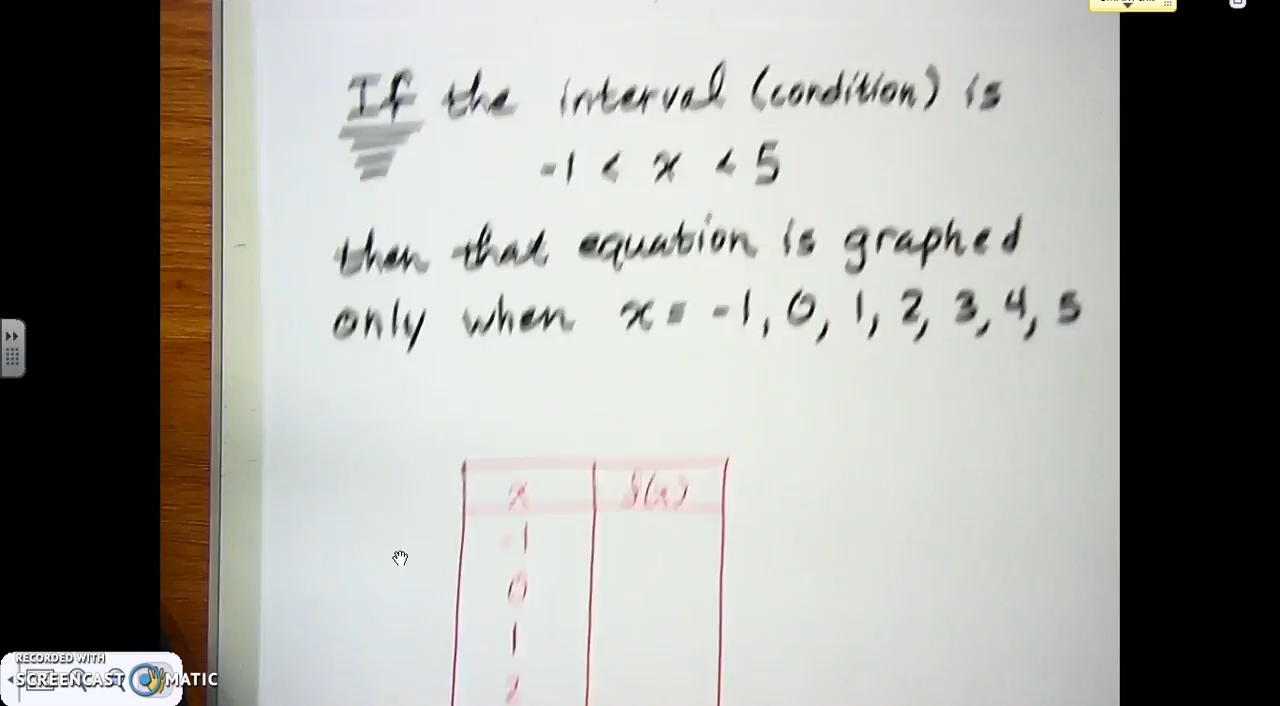 If the interval (condition) is
-1 < x < 5
then that equation is graphed
only when x = -1, 0, 1, 2, 3, 4, 5
x f(x)
-1
0
1
2
RECORDED WITH
SCREENCAST MATIC